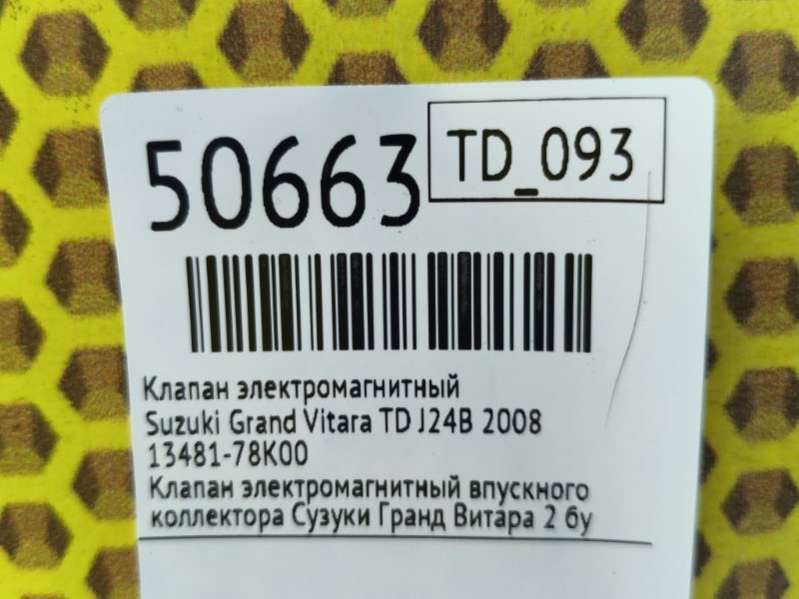 50663
TD_093
Клапан электромагнитный
Suzuki Grand Vitara TD J24B 2008
13481-78K00
Клапан электромагнитный впускного
коллектора Сузуки Гранд Витара 2 бу